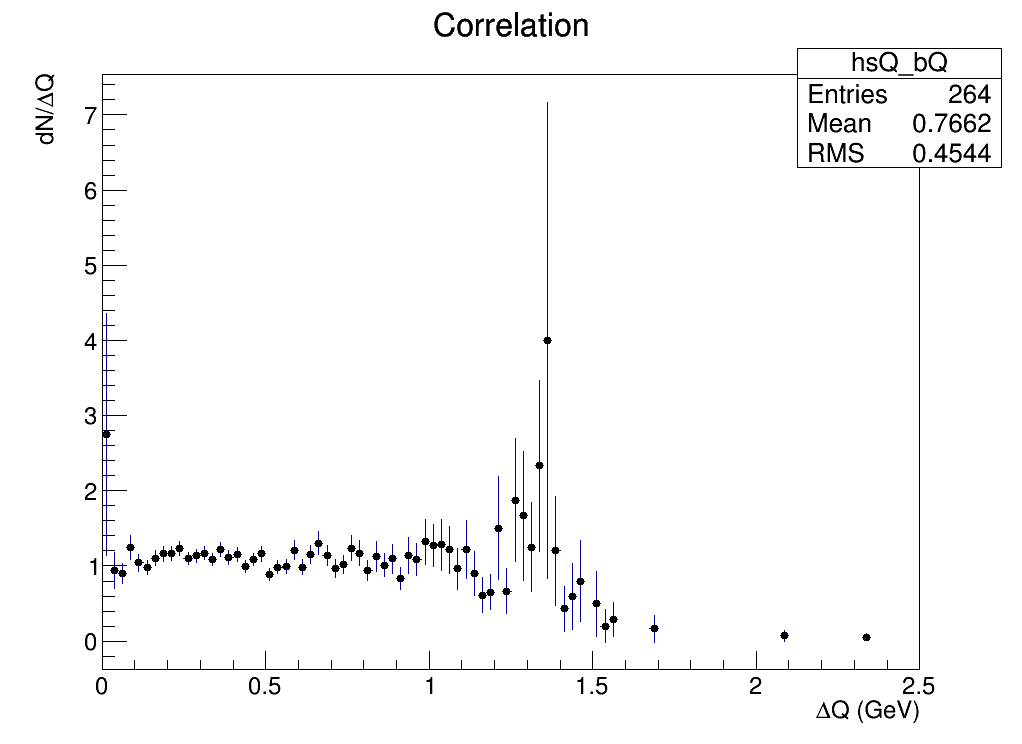 Correlation
hsQ_bQ
Entries 264
Mean 0.7662
RMS 0.4544
dN/ΔQ
7
6
5
4
3
2
1
0
0 0.5 1 1.5 2 2.5
ΔQ (GeV)